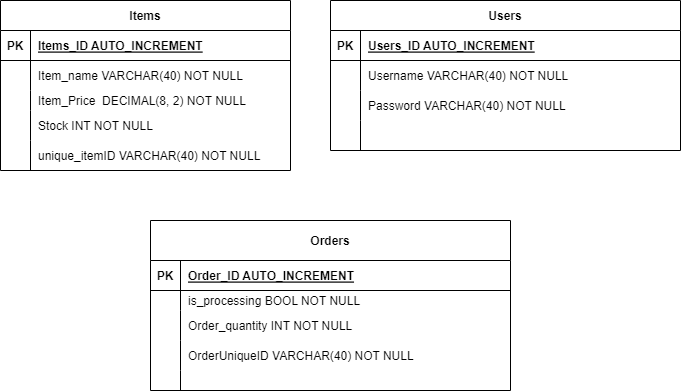 Items
PK Items_ID AUTO_INCREMENT
Item_name VARCHAR(40) NOT NULL
Item_Price  DECIMAL(8, 2) NOT NULL
Stock INT NOT NULL
unique_itemID VARCHAR(40) NOT NULL
Users
PK Users_ID AUTO_INCREMENT
Username VARCHAR(40) NOT NULL
Password VARCHAR(40) NOT NULL
Orders
PK Order_ID AUTO_INCREMENT
is_processing BOOL NOT NULL
Order_quantity INT NOT NULL
OrderUniqueID VARCHAR(40) NOT NULL